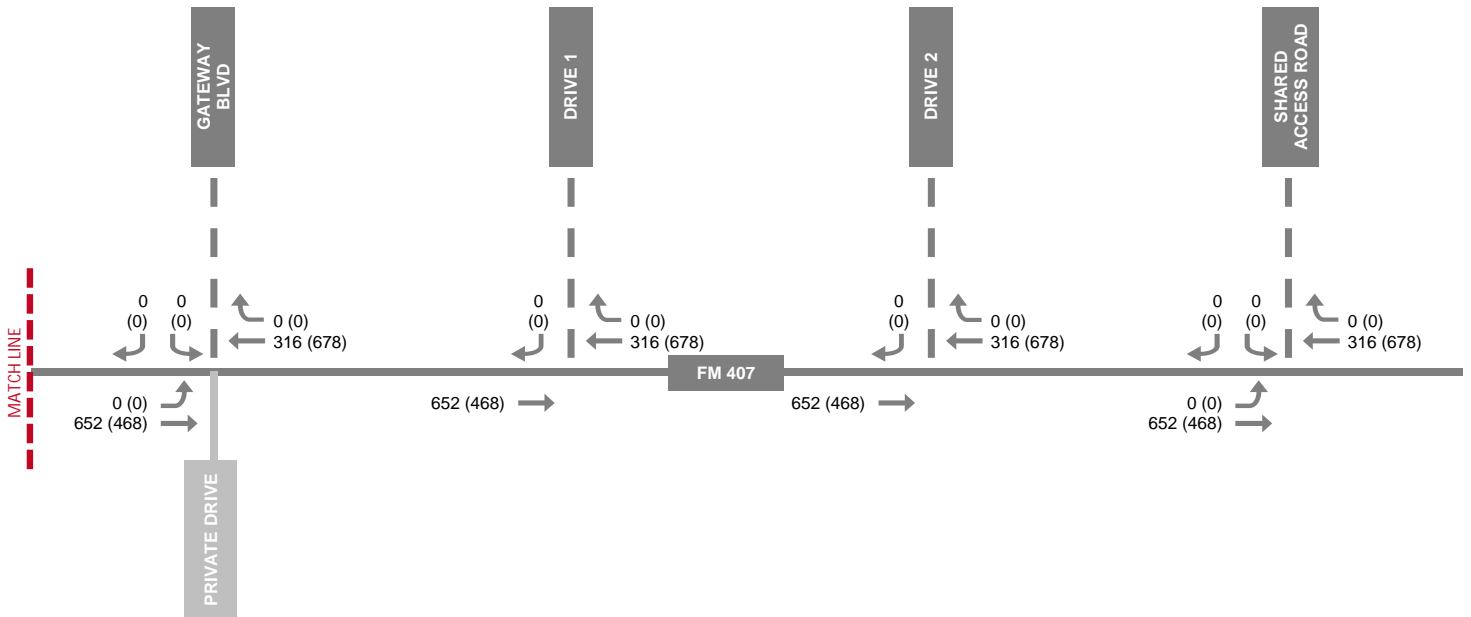 GATEWAY
BLVD
DRIVE 1
DRIVE 2
SHARED
ACCESS ROAD
MATCH LINE
0
(0)
0
(0)
0 (0)
316 (678)
0 (0)
652 (468)
0
(0)
0 (0)
316 (678)
652 (468)
FM 407
0
(0)
0 (0)
316 (678)
652 (468)
0
(0)
0
(0)
0 (0)
316 (678)
0 (0)
652 (468)
PRIVATE DRIVE